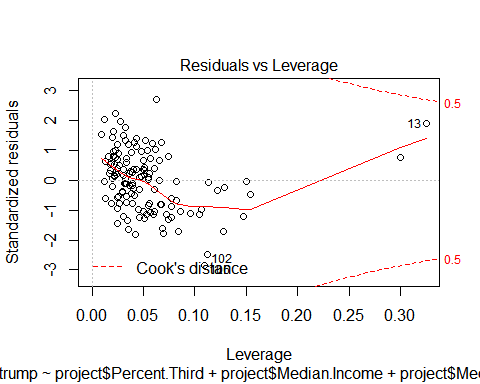 Residuals vs Leverage
Standardized residuals
3
2
1
0
-1
-2
-3
0.5
13
0.5
102
Cook's distance
0.00 0.05 0.10 0.15 0.20 0.25 0.30
Leverage
trump ~ project$Percent.Third + project$Median.Income + project$Me